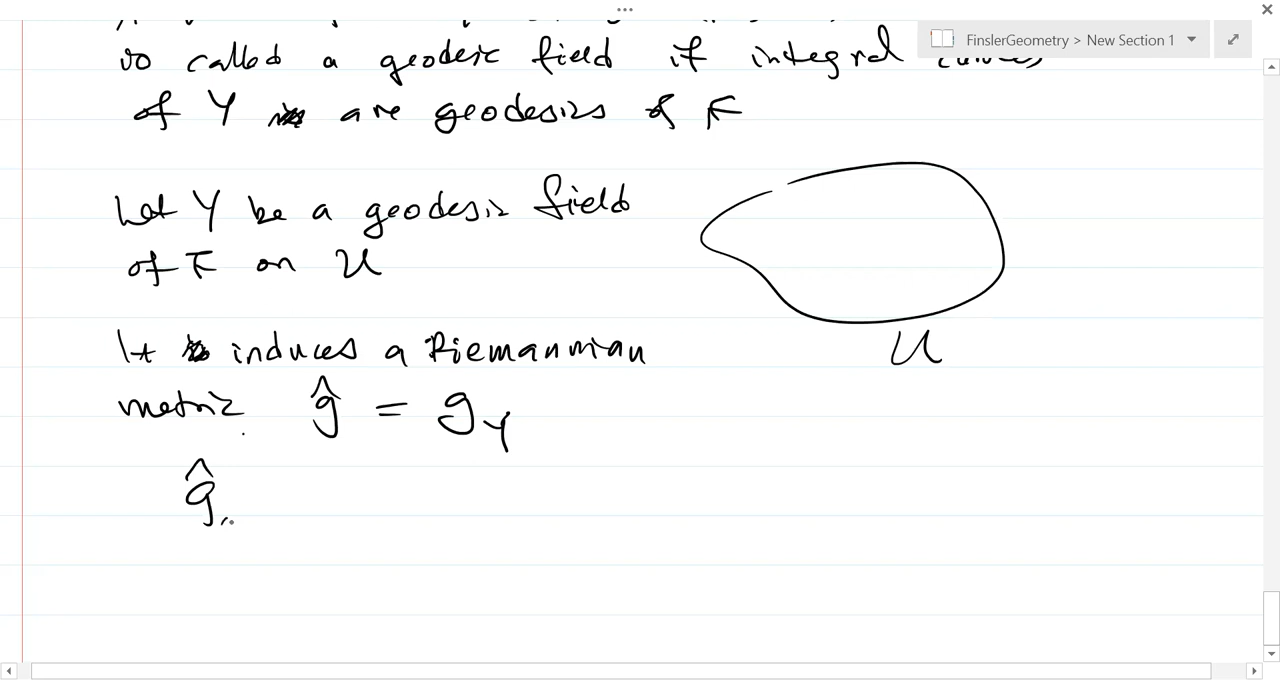 FinslerGeometry > New Section 1
is called a geodesic field if integral curves
of Y are geodesics of F
Let Y be a geodesic field
of F on U
It induces a Riemannian
metric ĝ = g_Y
U
ĝ